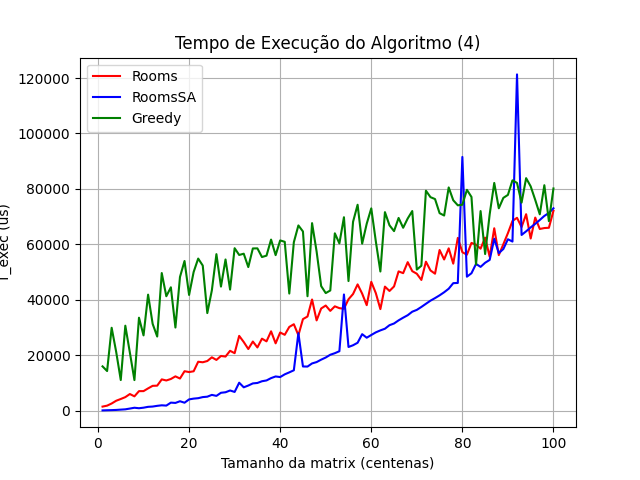 Tempo de Execução do Algoritmo (4)
Rooms
RoomsSA
Greedy
120000
100000
80000
60000
40000
20000
0
T_exec (us)
0 20 40 60 80 100
Tamanho da matrix (centenas)